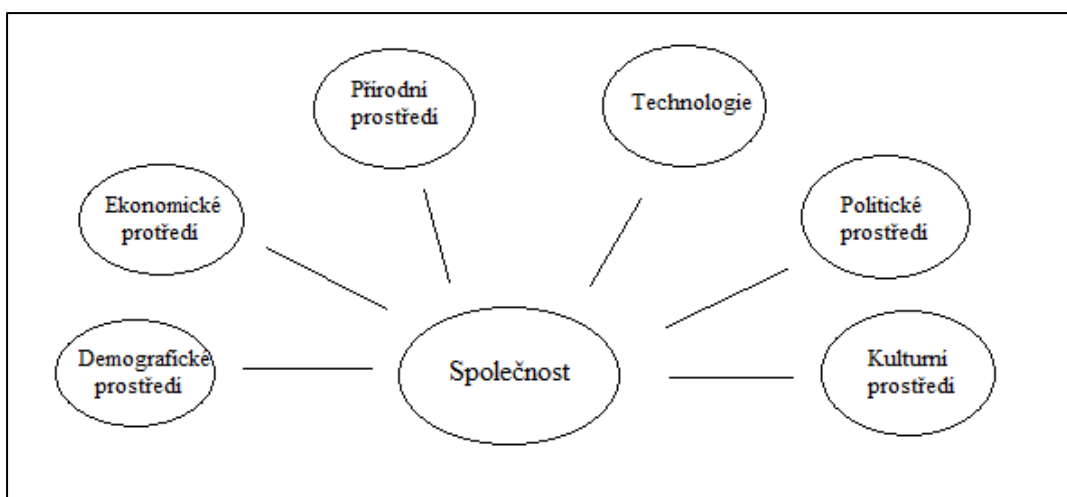 Přírodní
prostředí
Technologie
Ekonomické
protředí
Politické
prostředí
Demografické
prostředí
Společnost
Kulturní
prostředí